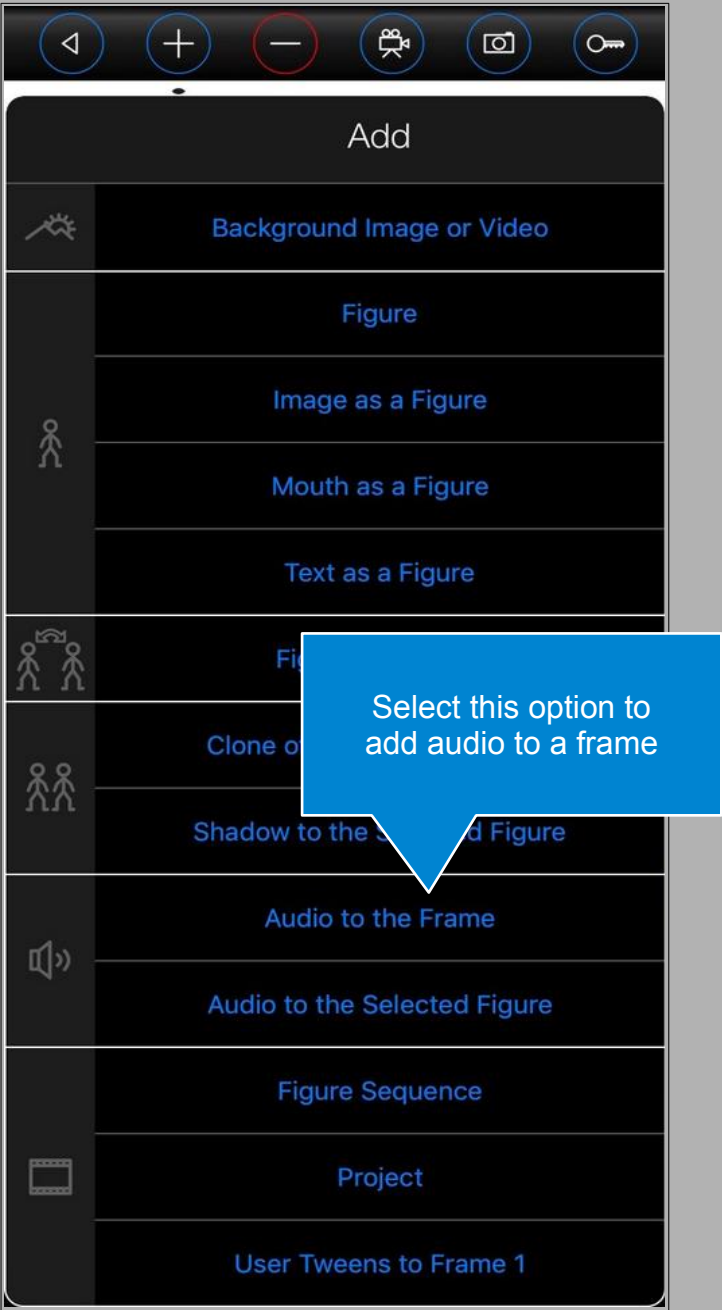 Add
Background Image or Video
Figure
Image as a Figure
Mouth as a Figure
Text as a Figure
Select this option to
add audio to a frame
Clone
Shadow to the
Figure
Audio to the Frame
Audio to the Selected Figure
Figure Sequence
Project
User Tweens to Frame 1